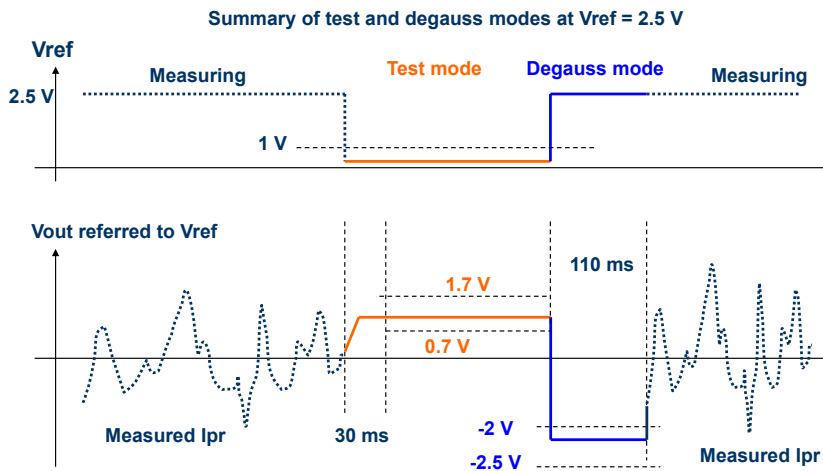 Summary of test and degauss modes at Vref = 2.5 V
Vref
Measuring
Test mode
Degauss mode
Measuring
2.5 V
1 V
Vout referred to Vref
110 ms
1.7 V
0.7 V
Measured Ipr
30 ms
-2 V
-2.5 V
Measured Ipr